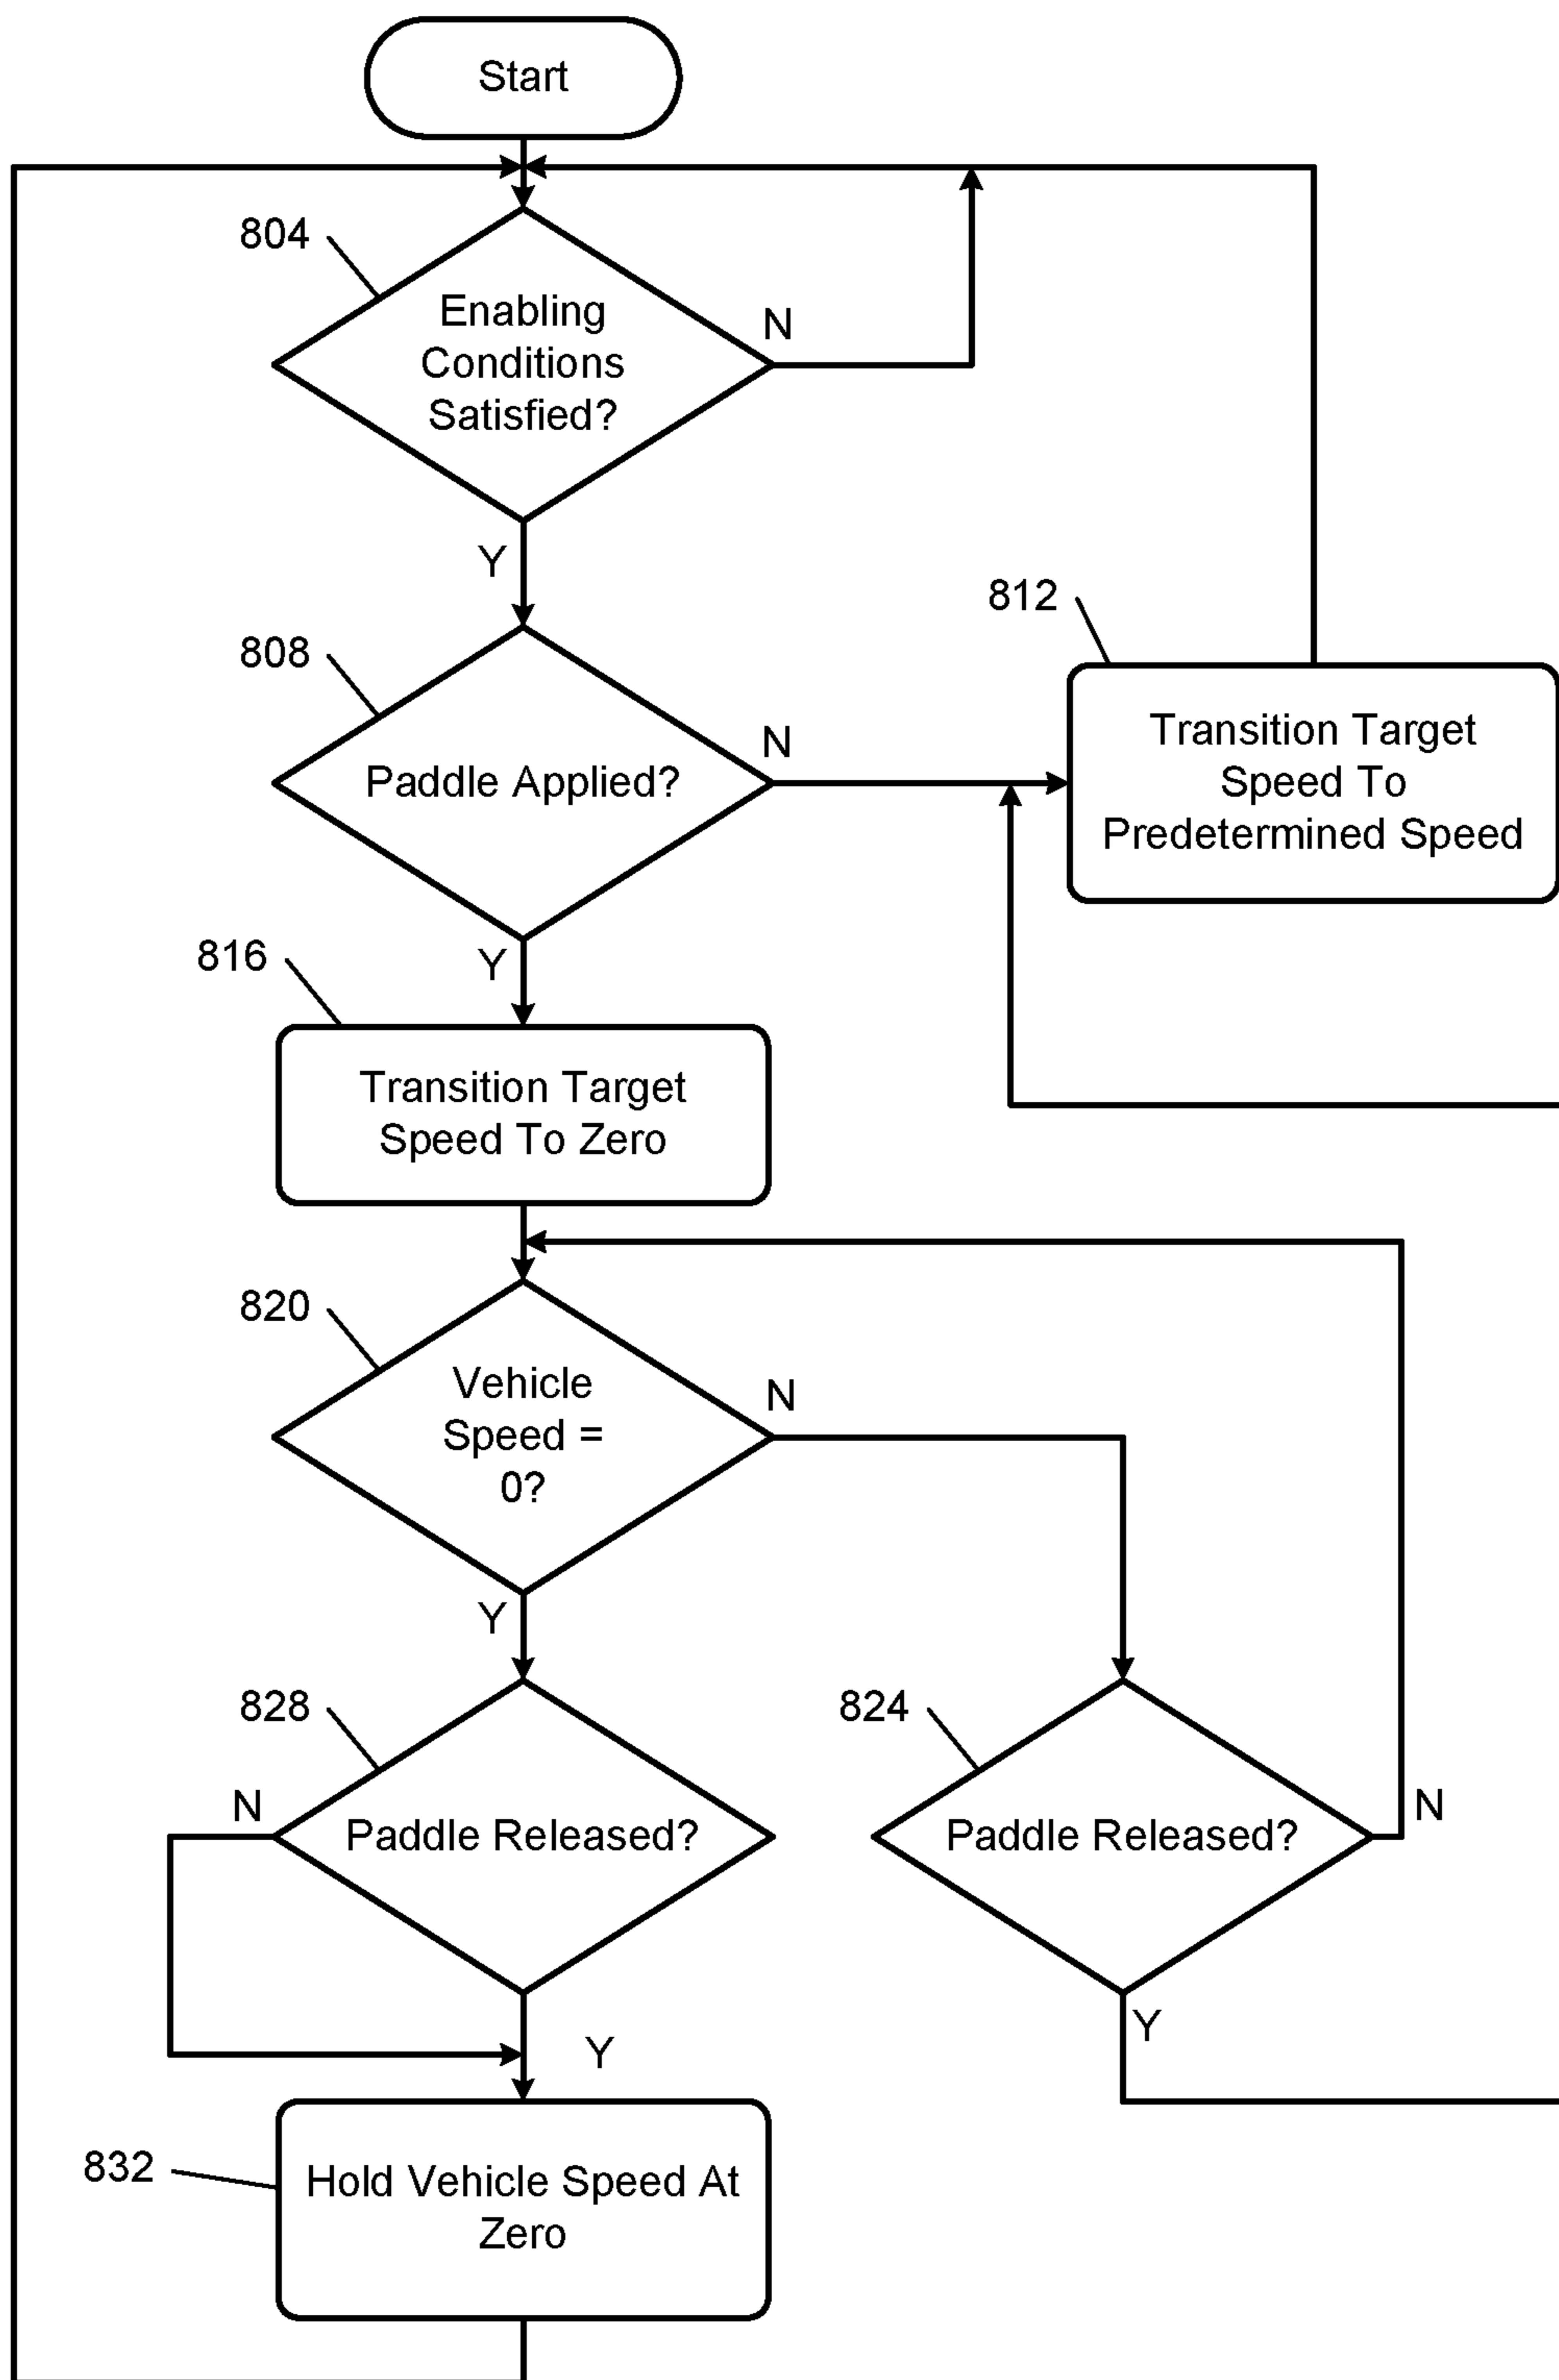 Start
804
Enabling
Conditions
Satisfied?
N
Y
808
Paddle Applied?
N
812
Transition Target
Speed To
Predetermined Speed
Y
816
Transition Target
Speed To Zero
820
Vehicle
Speed =
0?
N
Y
828
Paddle Released?
N
Y
824
Paddle Released?
N
Y
832
Hold Vehicle Speed At
Zero